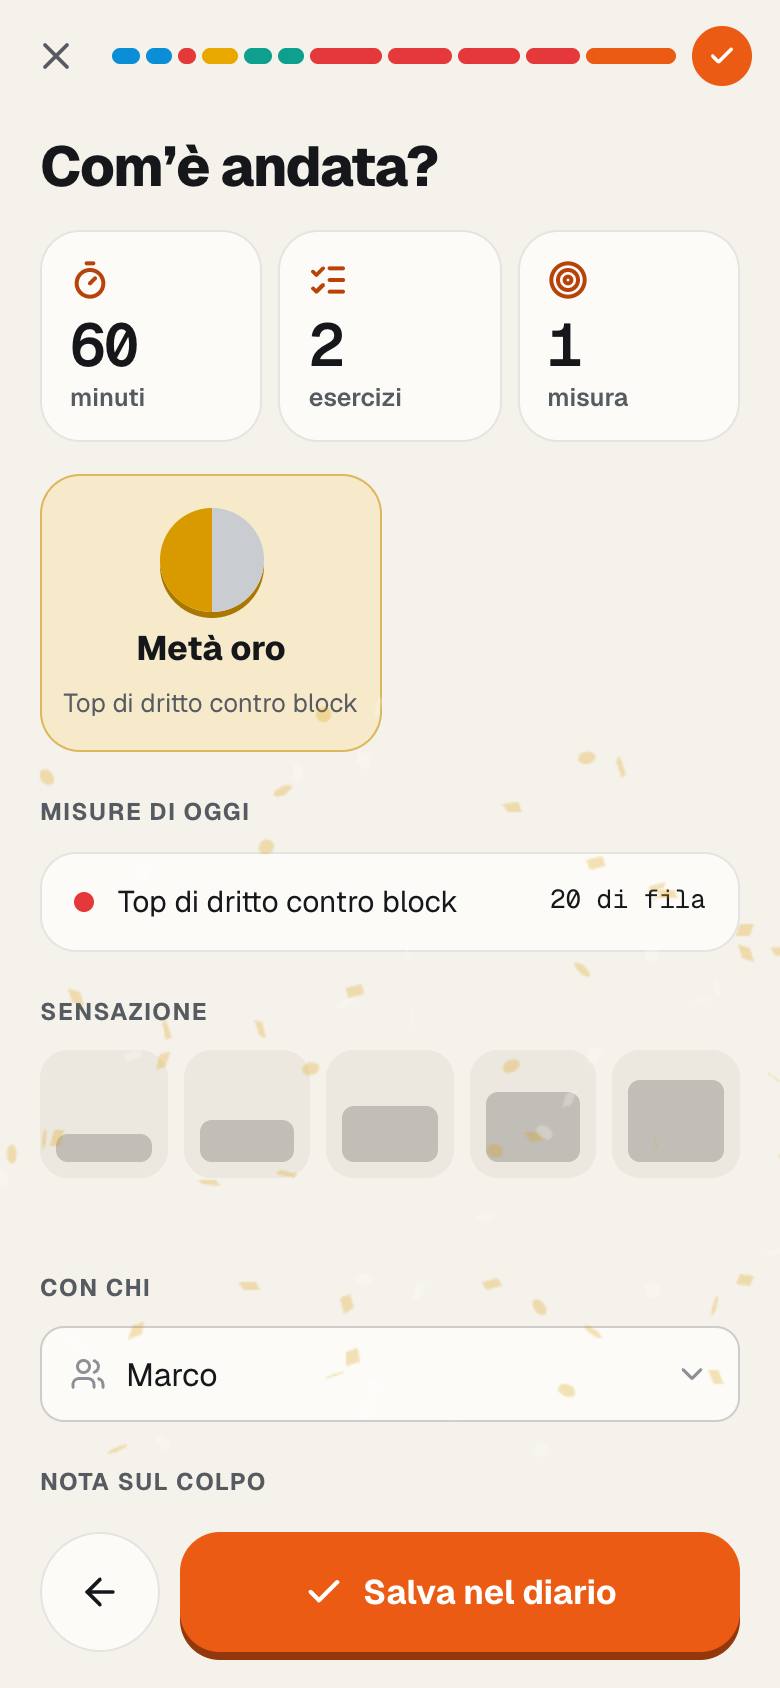 Com’è andata?
60
minuti
2
esercizi
1
misura
Metà oro
Top di dritto contro block
MISURE DI OGGI
Top di dritto contro block
20 di fila
SENSAZIONE
CON CHI
Marco
NOTA SUL COLPO
Salva nel diario